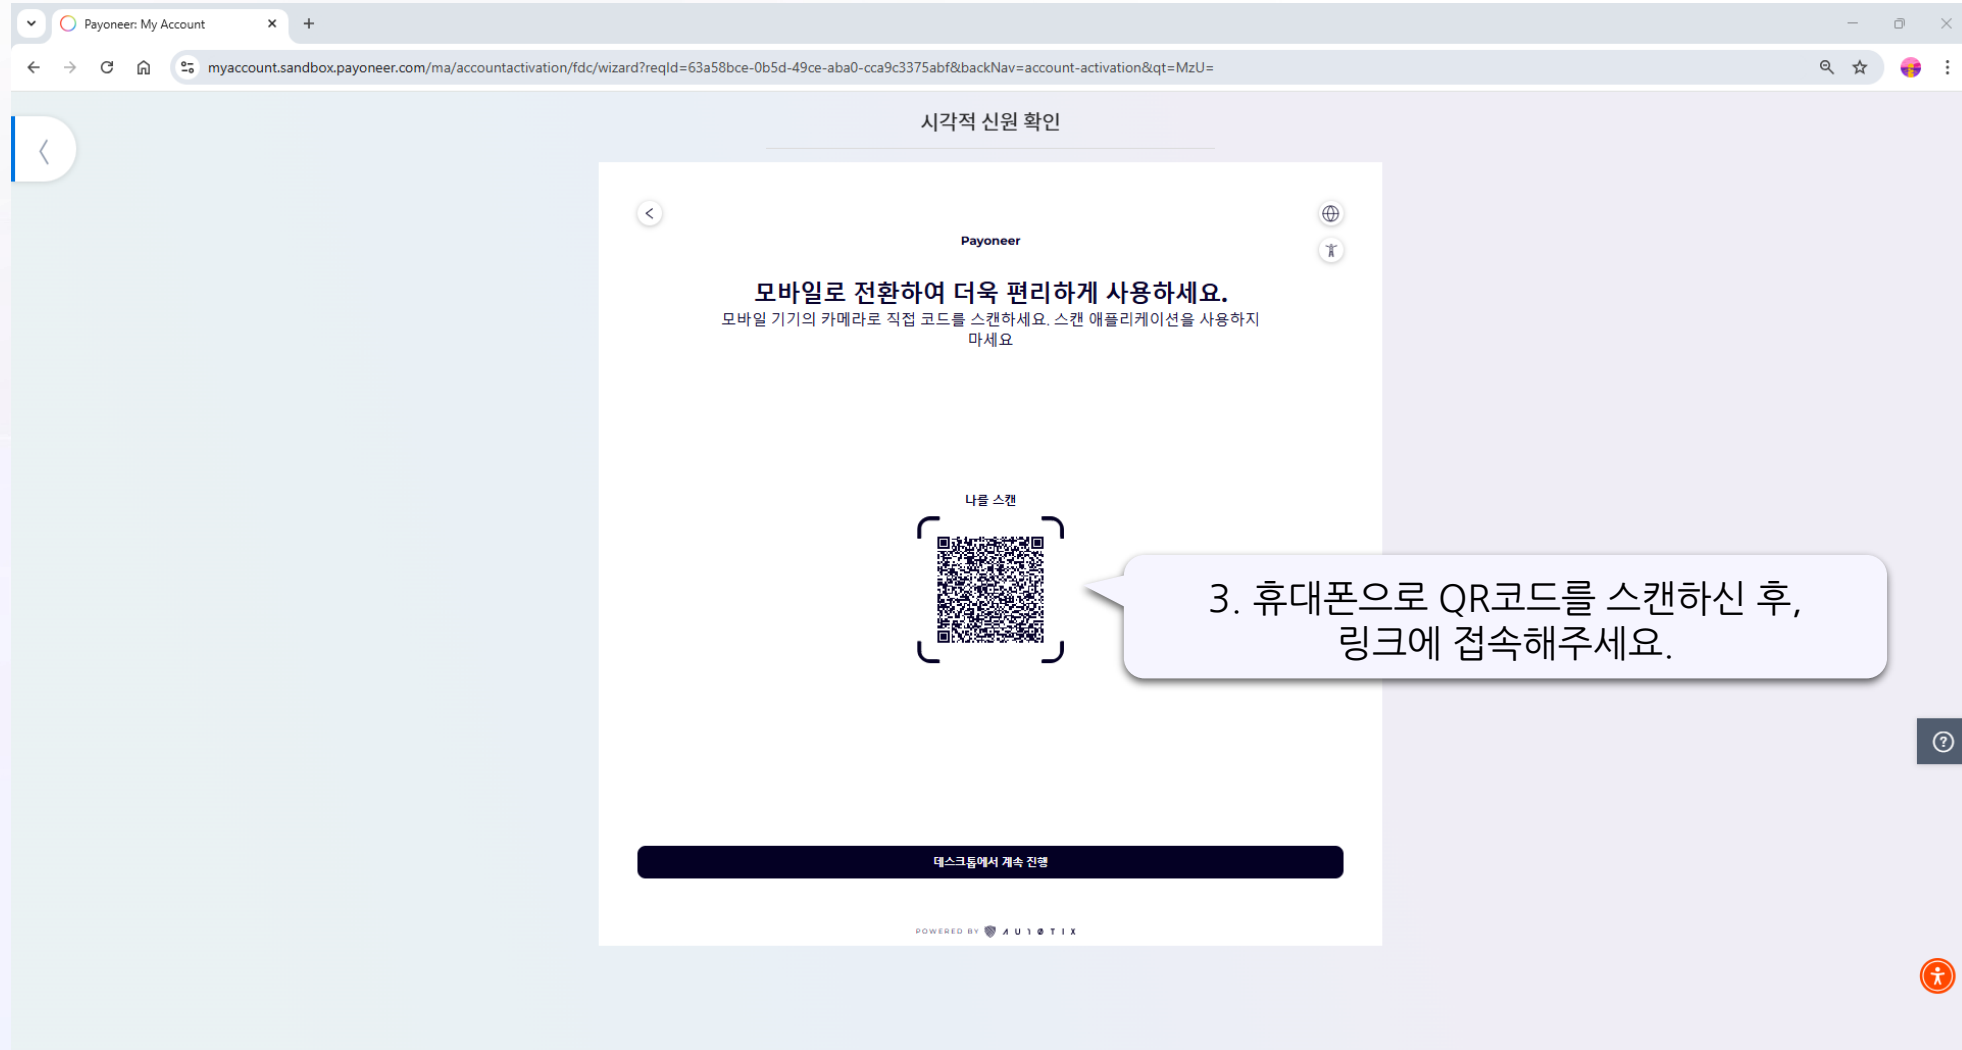 Payoneer: My Account
myaccount.sandbox.payoneer.com/ma/accountactivation/fdc/wizard?reqId=63a58bce-0b5d-49ce-aba0-cca9c3375abf&backNav=account-activation&qt=MzU=
시각적 신원 확인
Payoneer
모바일로 전환하여 더욱 편리하게 사용하세요.
모바일 기기의 카메라로 직접 코드를 스캔하세요. 스캔 애플리케이션을 사용하지
마세요
나를 스캔
3. 휴대폰으로 QR코드를 스캔하신 후,
링크에 접속해주세요.
데스크톱에서 계속 진행
POWERED BY AU10TIX